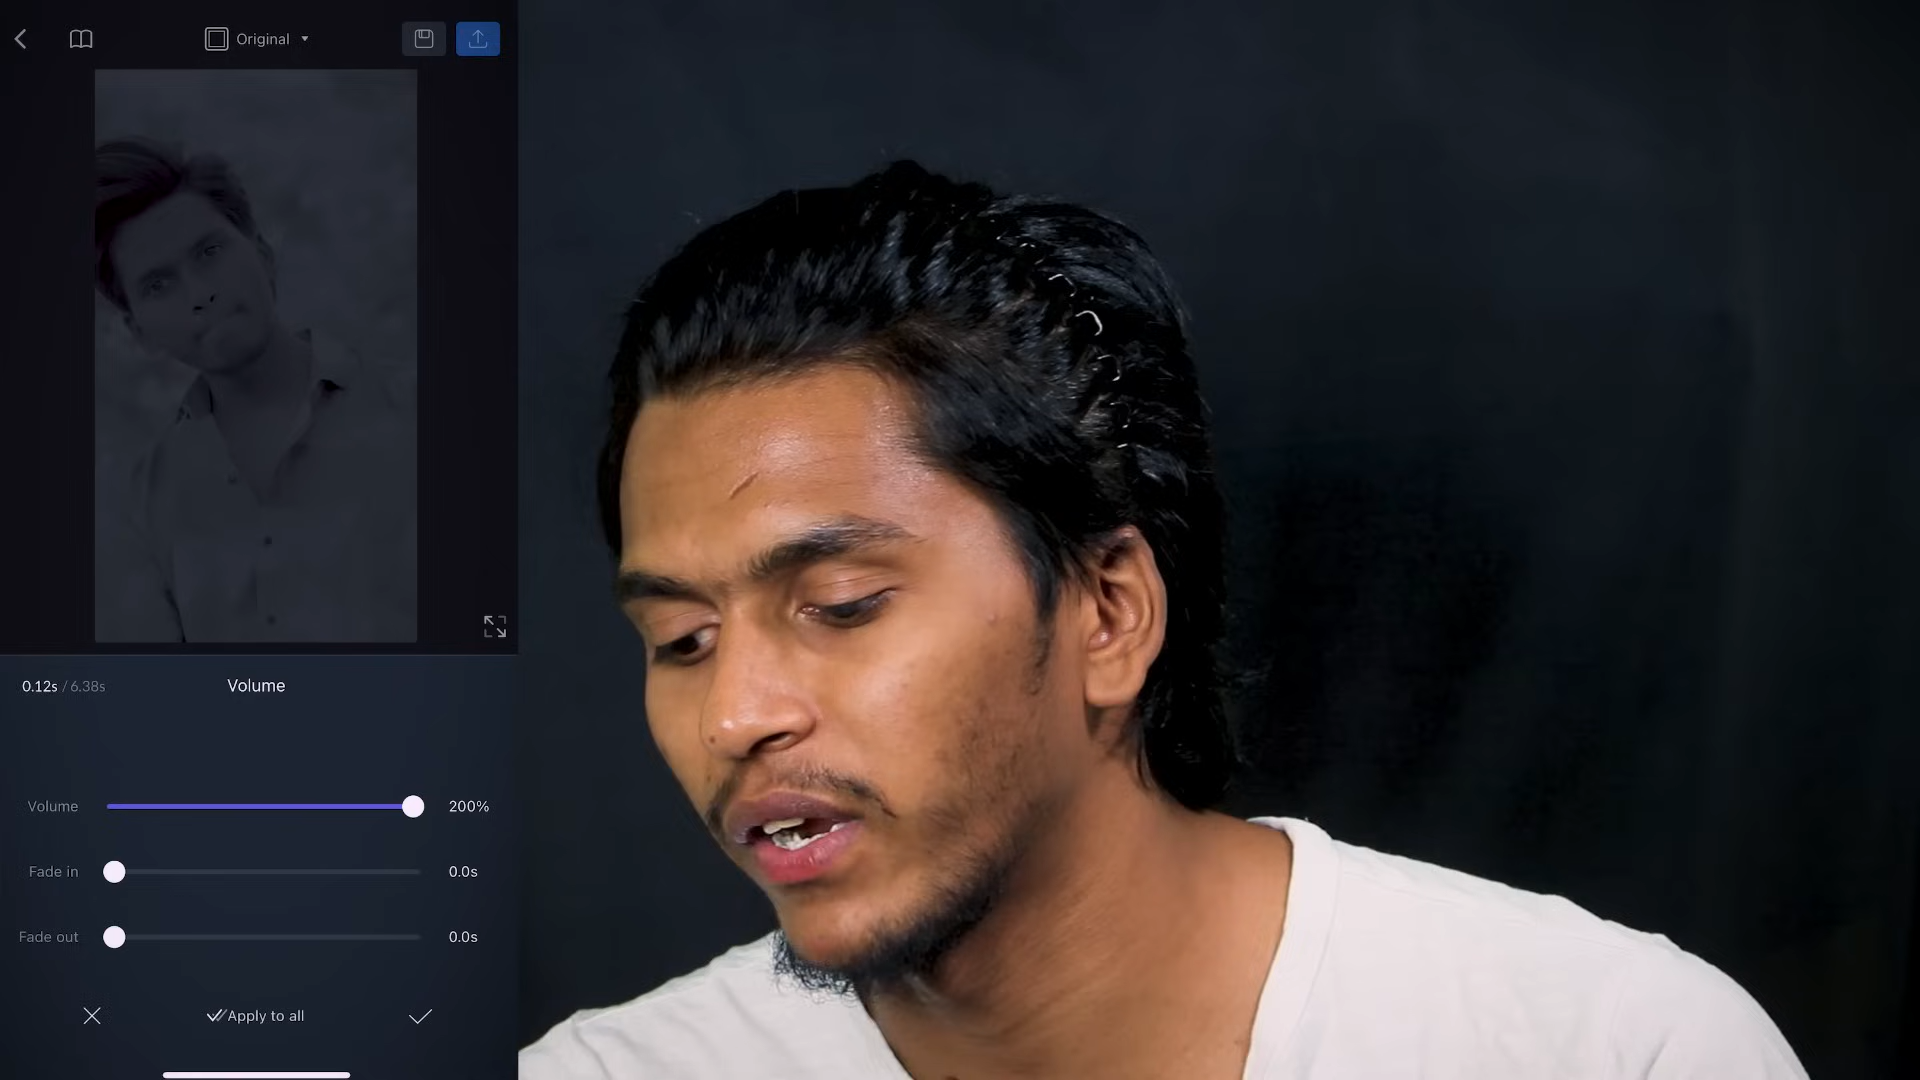 Original
0.12s / 6.38s
Volume
Volume 200%
Fade in 0.0s
Fade out 0.0s
Apply to all